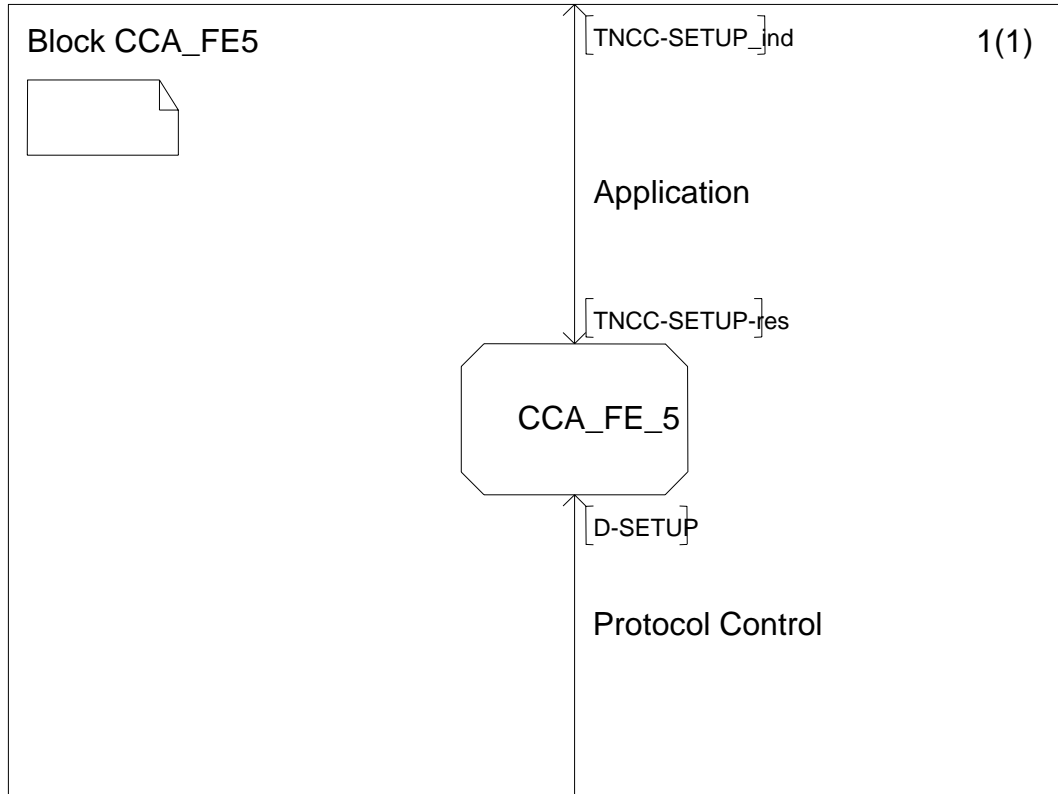 Block CCA_FE5
[TNCC-SETUP_ind]
1(1)
Application
[TNCC-SETUP-res]
CCA_FE_5
[D-SETUP]
Protocol Control